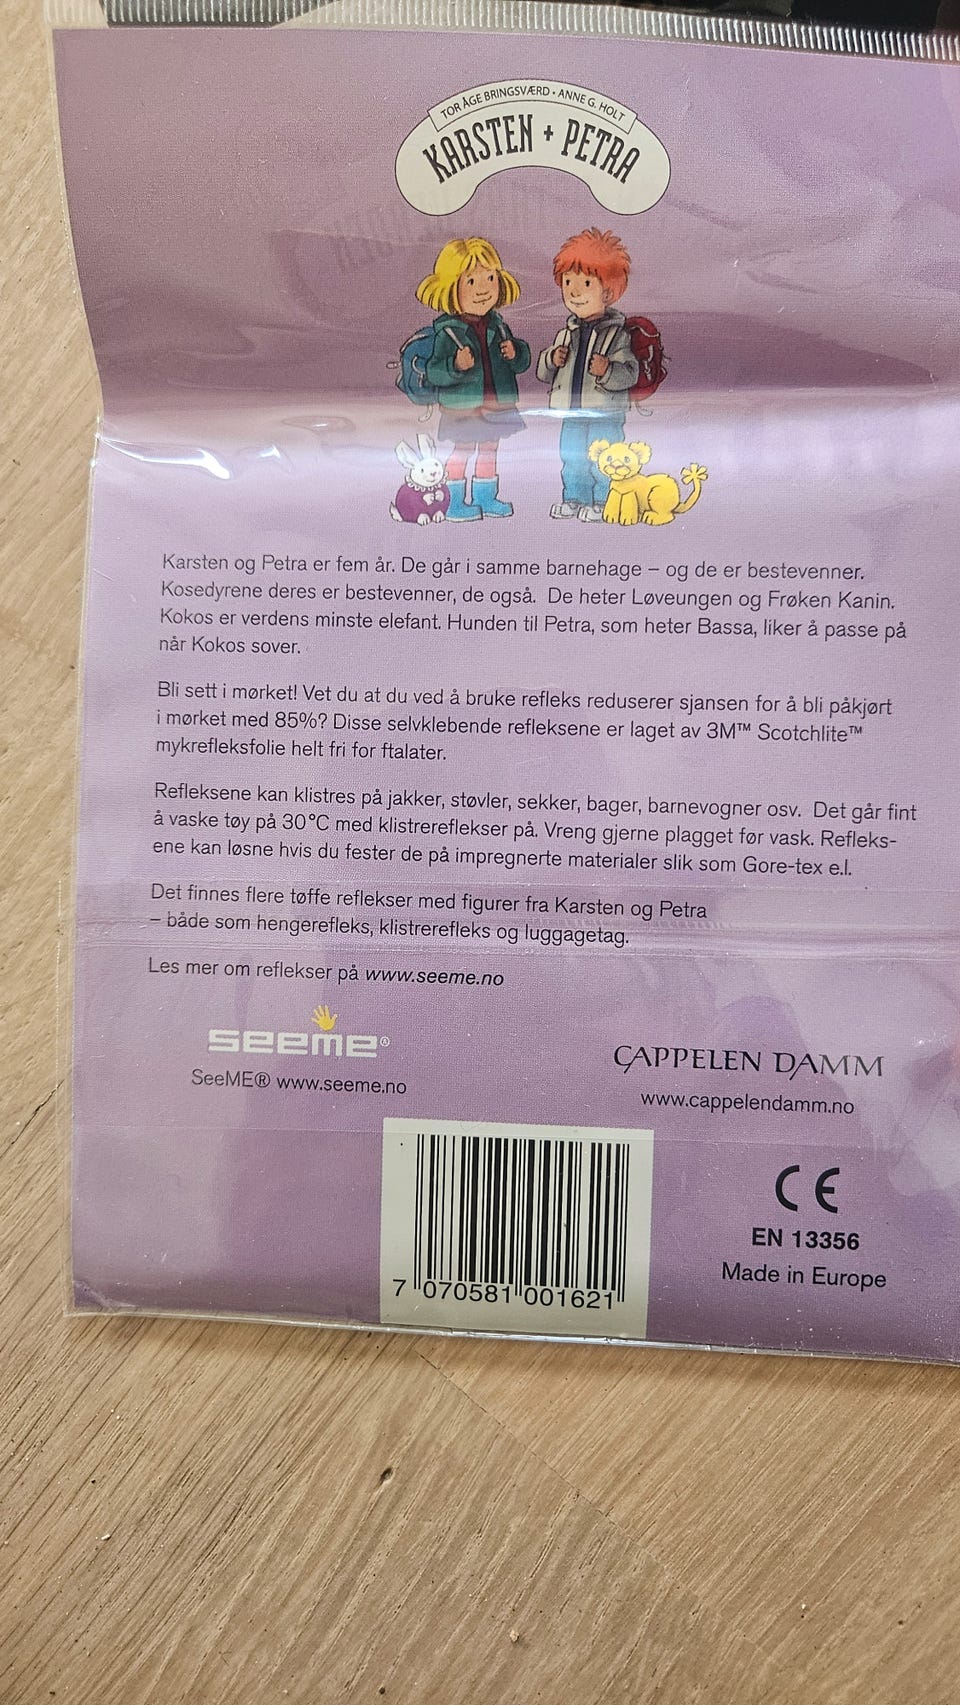 TOR ÅGE BRINGSVÆRD • ANNE G. HOLT
KARSTEN + PETRA
Karsten og Petra er fem år. De går i samme barnehage – og de er bestevenner.
Kosedyrene deres er bestevenner, de også. De heter Løveungen og Frøken Kanin.
Kokos er verdens minste elefant. Hunden til Petra, som heter Bassa, liker å passe på
når Kokos sover.
Bli sett i mørket! Vet du at du ved å bruke refleks reduserer sjansen for å bli påkjørt
i mørket med 85%? Disse selvklebende refleksene er laget av 3M™ Scotchlite™
mykrefleksfolie helt fri for ftalater.
Refleksene kan klistres på jakker, støvler, sekker, bager, barnevogner osv. Det går fint
å vaske tøy på 30°C med klistrereflekser på. Vreng gjerne plagget før vask. Refleks-
ene kan løsne hvis du fester de på impregnerte materialer slik som Gore-tex e.l.
Det finnes flere tøffe reflekser med figurer fra Karsten og Petra
– både som hengerefleks, klistrerefleks og luggagetag.
Les mer om reflekser på www.seeme.no
seeme®
SeeME® www.seeme.no
CAPPELEN DAMM
www.cappelendamm.no
CE
EN 13356
Made in Europe
7 070581 001621